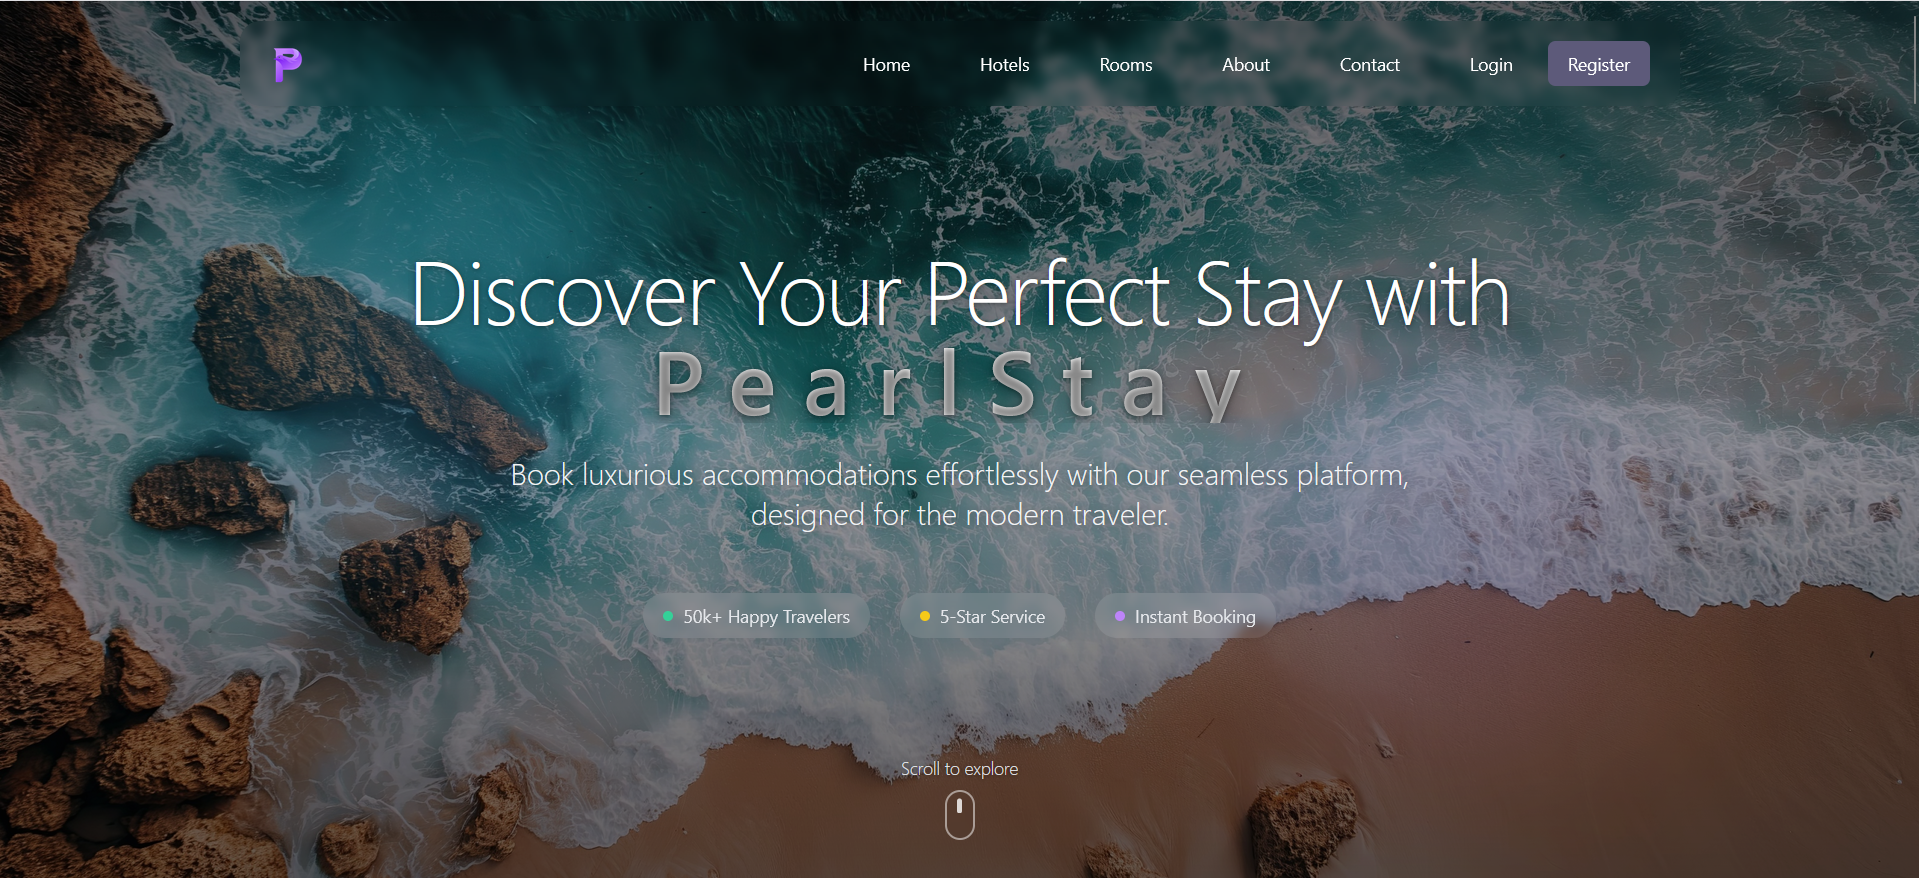 P
Home Hotels Rooms About Contact Login Register
Discover Your Perfect Stay with
PearlStay
Book luxurious accommodations effortlessly with our seamless platform,
designed for the modern traveler.
50k+ Happy Travelers 5-Star Service Instant Booking
Scroll to explore